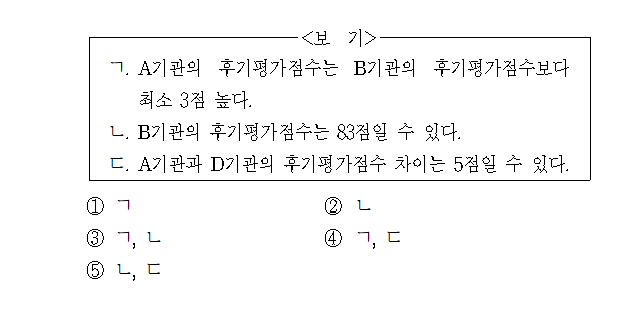 <보 기>
ㄱ. A기관의 후기평가점수는 B기관의 후기평가점수보다
최소 3점 높다.
ㄴ. B기관의 후기평가점수는 83점일 수 있다.
ㄷ. A기관과 D기관의 후기평가점수 차이는 5점일 수 있다.
① ㄱ ② ㄴ
③ ㄱ, ㄴ ④ ㄱ, ㄷ
⑤ ㄴ, ㄷ